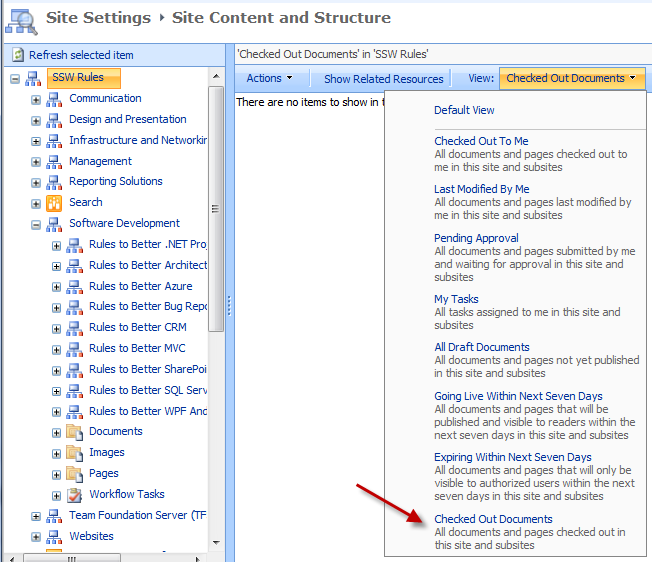 Site Settings ▸ Site Content and Structure
Refresh selected item
SSW Rules
Communication
Design and Presentation
Infrastructure and Networkin
Management
Reporting Solutions
Search
Software Development
Rules to Better .NET Proj
Rules to Better Architect
Rules to Better Azure
Rules to Better Bug Repo
Rules to Better CRM
Rules to Better MVC
Rules to Better SharePoi
Rules to Better SQL Serv
Rules to Better WPF And
Documents
Images
Pages
Workflow Tasks
Team Foundation Server (TF
Websites
'Checked Out Documents' in 'SSW Rules'
Actions Show Related Resources View: Checked Out Documents
There are no items to show in t
Default View
Checked Out To Me
All documents and pages checked out to
me in this site and subsites
Last Modified By Me
All documents and pages last modified by
me in this site and subsites
Pending Approval
All documents and pages submitted by me
and waiting for approval in this site and
subsites
My Tasks
All tasks assigned to me in this site and
subsites
All Draft Documents
All documents and pages not yet published
in this site and subsites
Going Live Within Next Seven Days
All documents and pages that will be
published and visible to readers within the
next seven days in this site and subsites
Expiring Within Next Seven Days
All documents and pages that will only be
visible to authorized users within the next
seven days in this site and subsites
Checked Out Documents
All documents and pages checked out in
this site and subsites